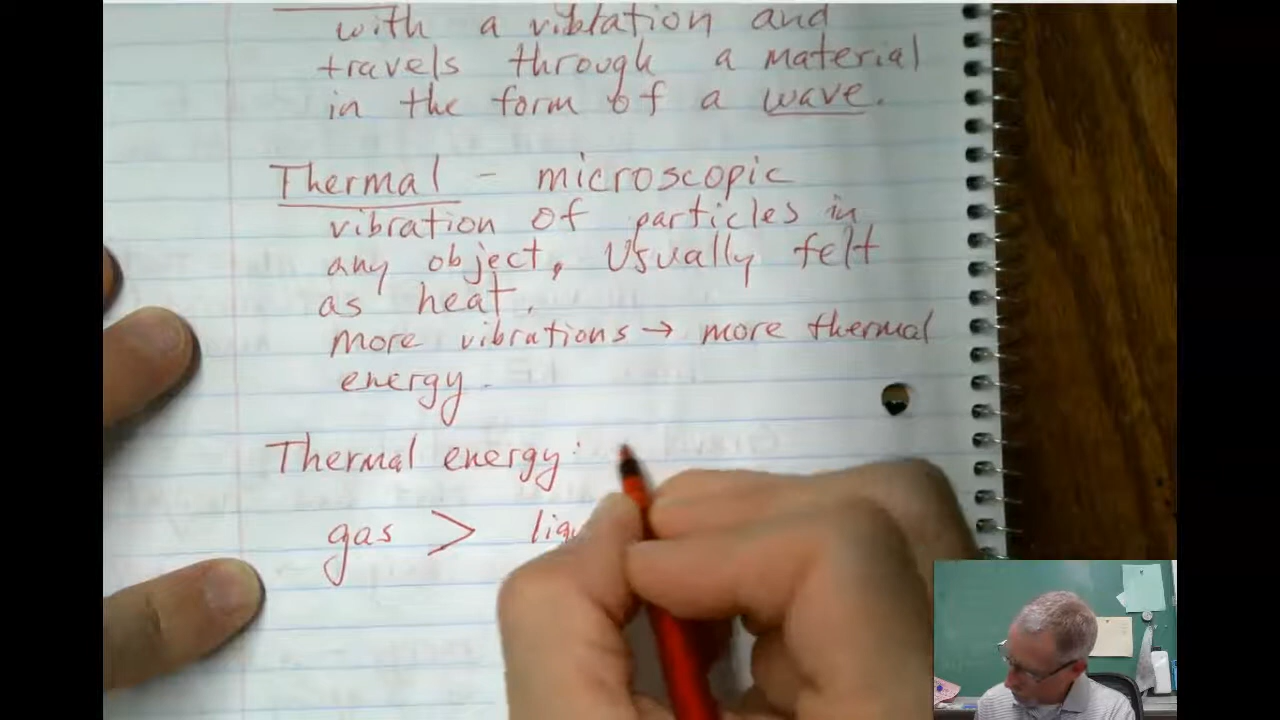 with a vibration and
travels through a material
in the form of a wave.
Thermal - microscopic
vibration of particles in
any object, Usually felt
as heat.
more vibrations → more thermal
energy.
Thermal energy:
gas >